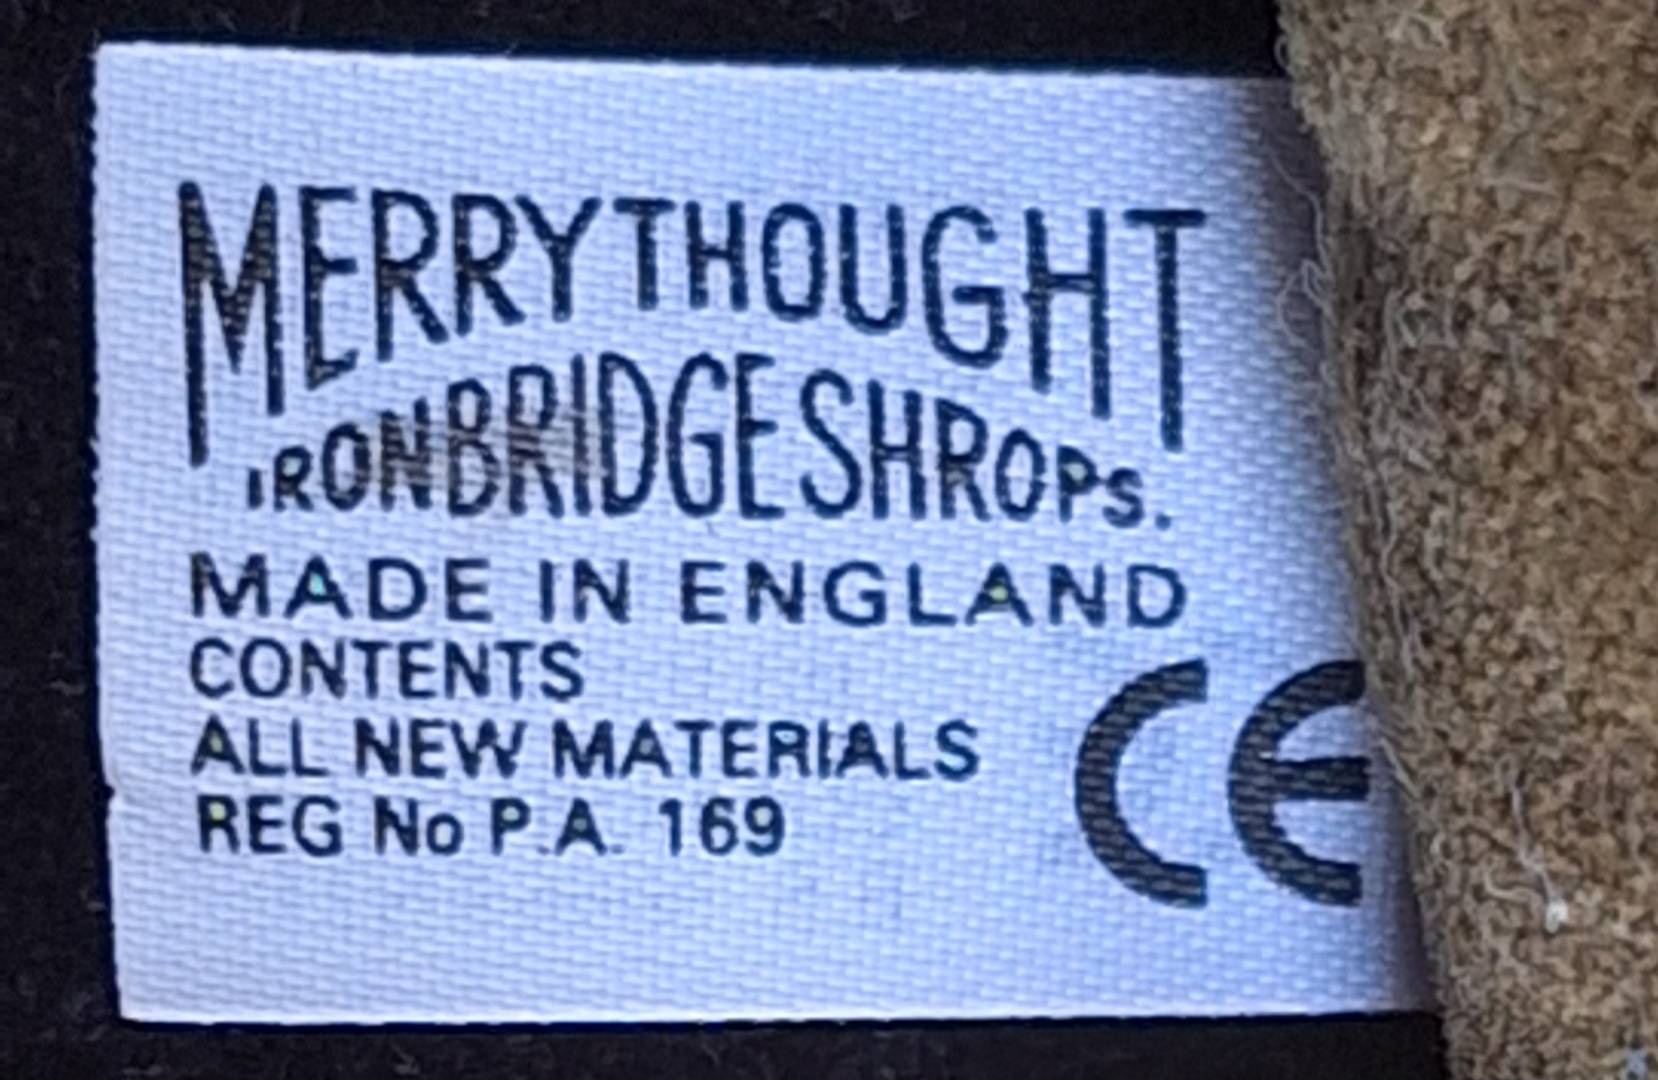 MERRYTHOUGHT
IRONBRIDGE SHROPS.
MADE IN ENGLAND
CONTENTS
ALL NEW MATERIALS
REG No P.A. 169
CE